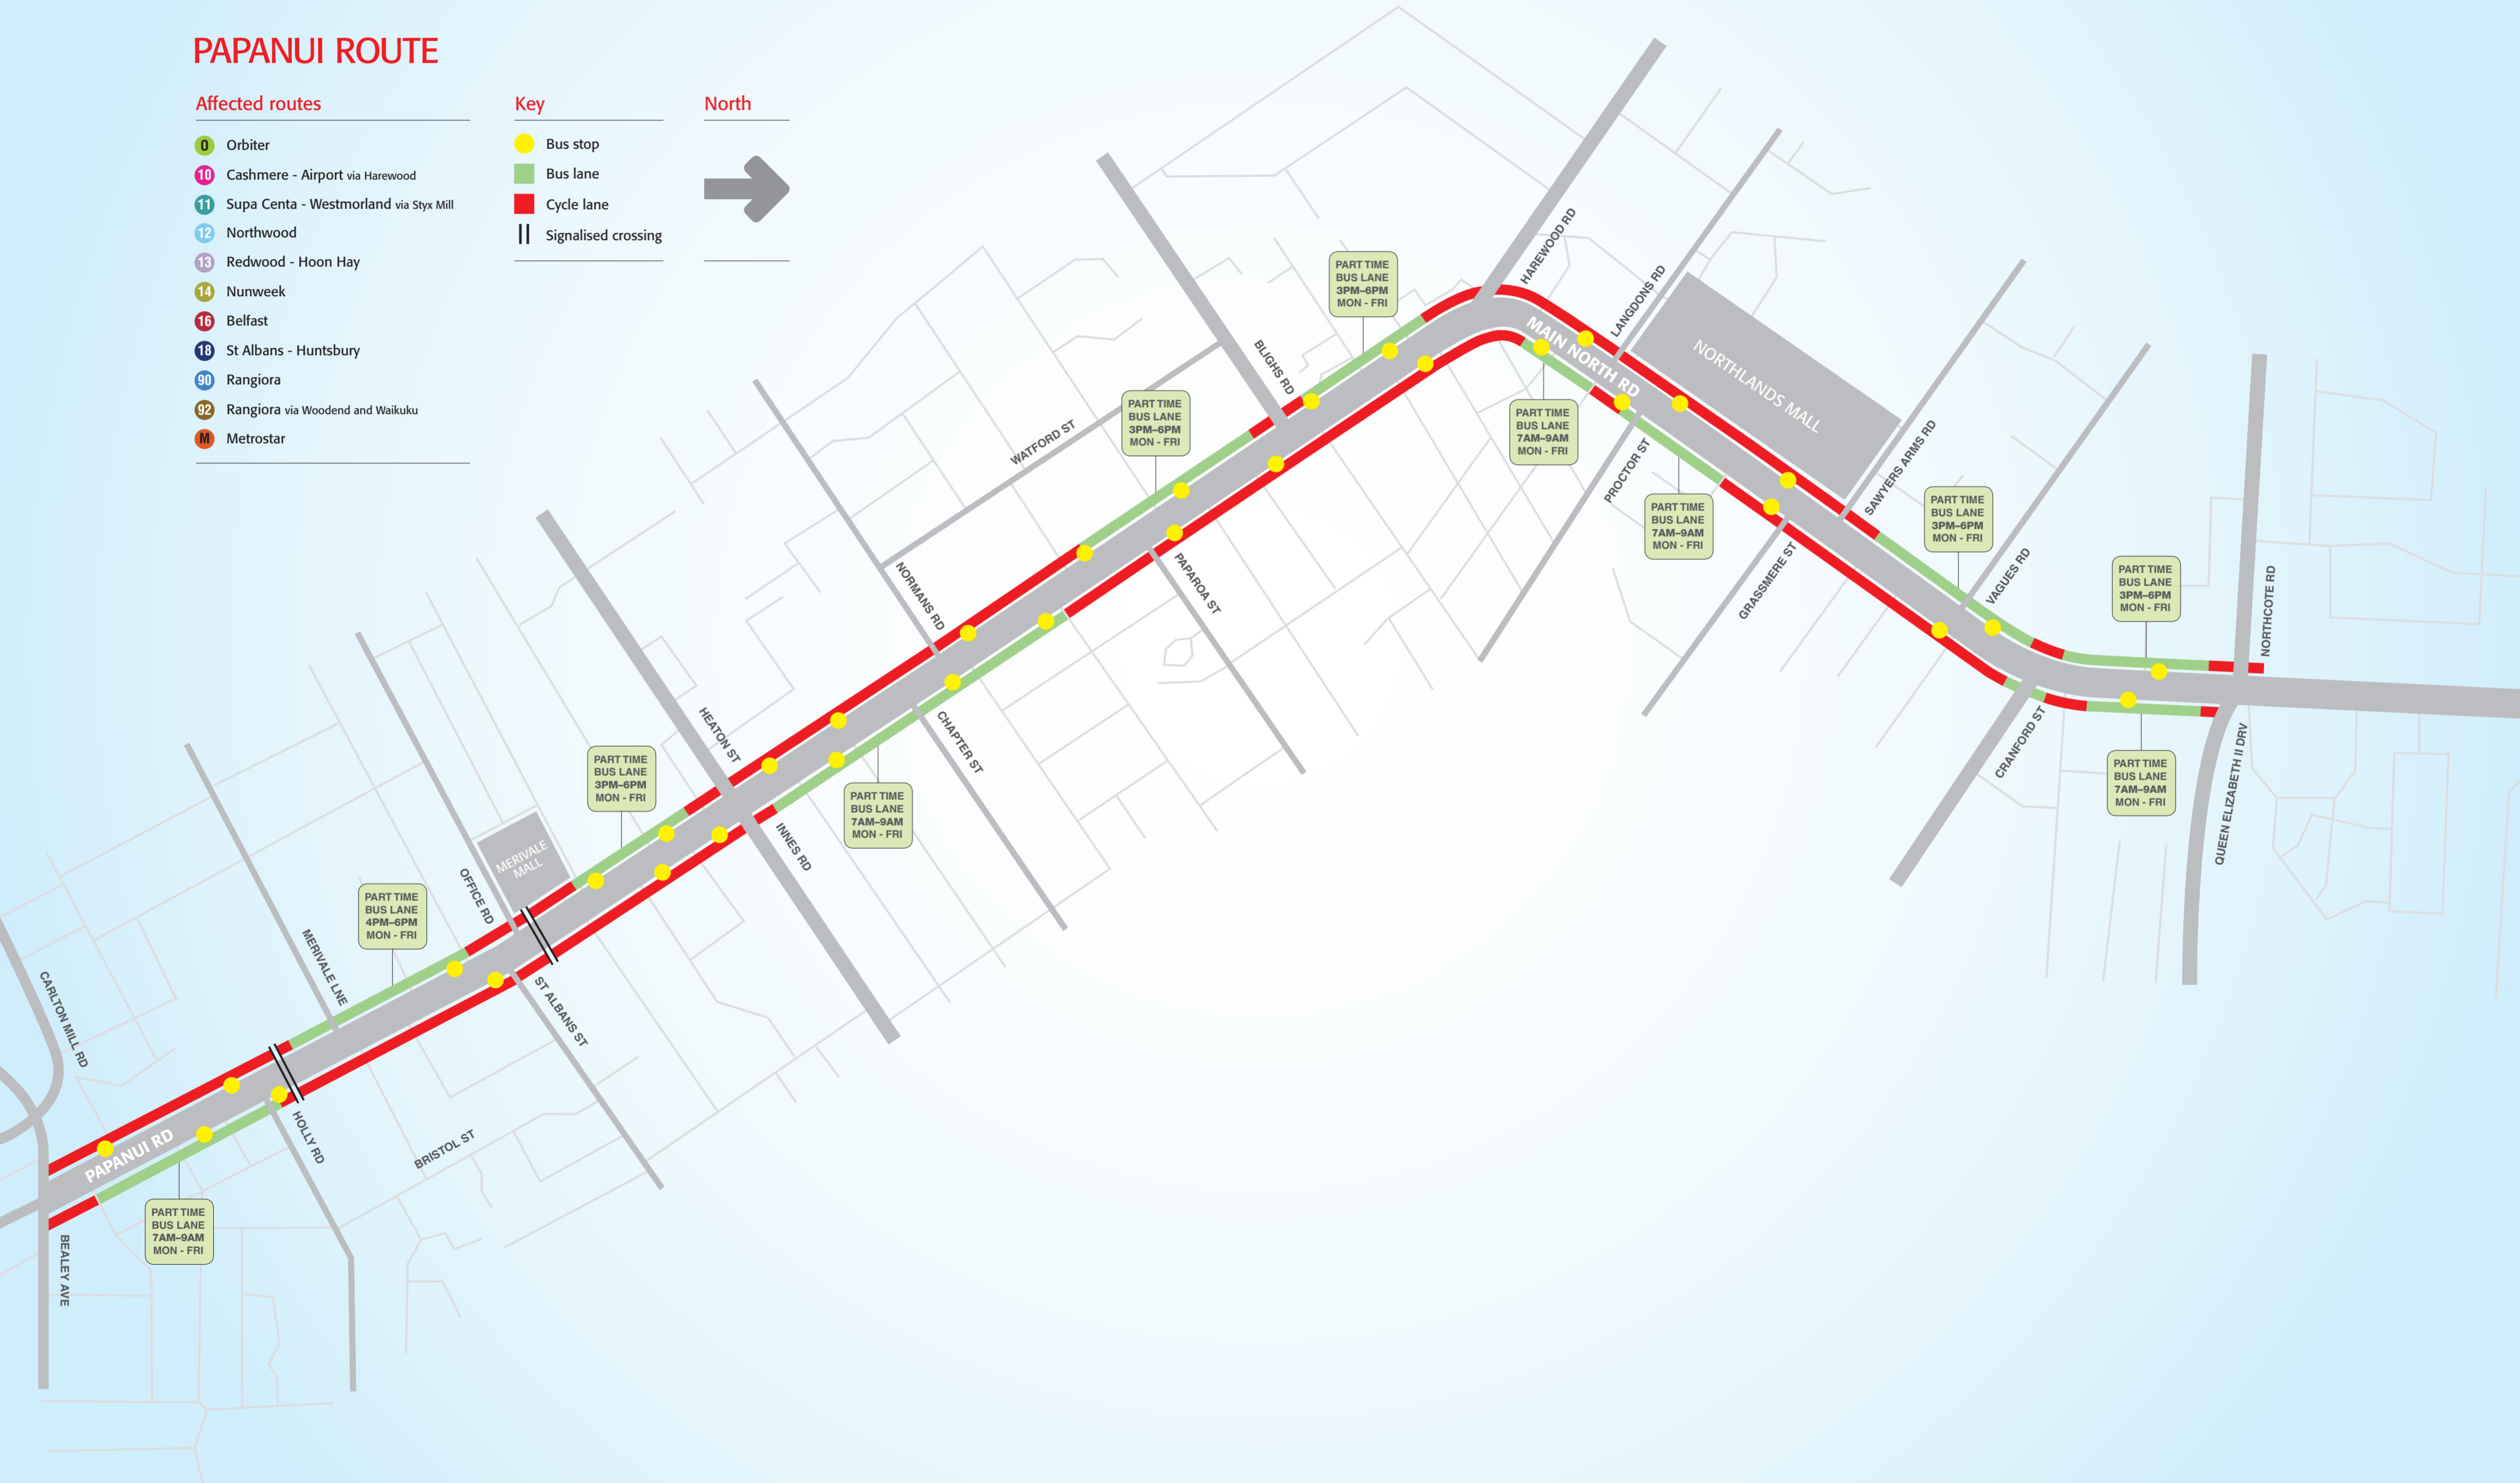 PAPANUI ROUTE
Affected routes
0 Orbiter
10 Cashmere - Airport via Harewood
11 Supa Centa - Westmorland via Styx Mill
12 Northwood
13 Redwood - Hoon Hay
14 Nunweek
16 Belfast
18 St Albans - Huntsbury
90 Rangiora
92 Rangiora via Woodend and Waikuku
M Metrostar
Key
Bus stop
Bus lane
Cycle lane
Signalised crossing
North
CARLTON MILL RD
BEALEY AVE
PAPANUI RD
PART TIME
BUS LANE
7AM–9AM
MON - FRI
HOLLY RD
MERIVALE LNE
PART TIME
BUS LANE
4PM–6PM
MON - FRI
BRISTOL ST
OFFICE RD
MERIVALE
MALL
ST ALBANS ST
PART TIME
BUS LANE
3PM–6PM
MON - FRI
HEATON ST
INNES RD
PART TIME
BUS LANE
7AM–9AM
MON - FRI
NORMANS RD
CHAPTER ST
WATFORD ST
PART TIME
BUS LANE
3PM–6PM
MON - FRI
PAPAROA ST
BLIGHS RD
PART TIME
BUS LANE
3PM–6PM
MON - FRI
HAREWOOD RD
MAIN NORTH RD
LANGDONS RD
PART TIME
BUS LANE
7AM–9AM
MON - FRI
PROCTOR ST
NORTHLANDS MALL
PART TIME
BUS LANE
7AM–9AM
MON - FRI
GRASSMERE ST
SAWYERS ARMS RD
PART TIME
BUS LANE
3PM–6PM
MON - FRI
VAGUES RD
CRANFORD ST
PART TIME
BUS LANE
3PM–6PM
MON - FRI
PART TIME
BUS LANE
7AM–9AM
MON - FRI
NORTHCOTE RD
QUEEN ELIZABETH II DRV